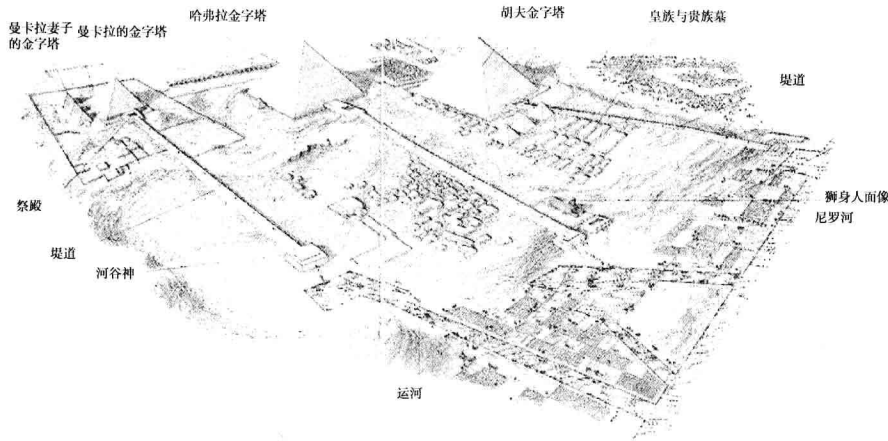 曼卡拉妻子
的金字塔
曼卡拉的金字塔
哈弗拉金字塔
胡夫金字塔
皇族与贵族墓
堤道
狮身人面像
尼罗河
祭殿
堤道
河谷神
运河